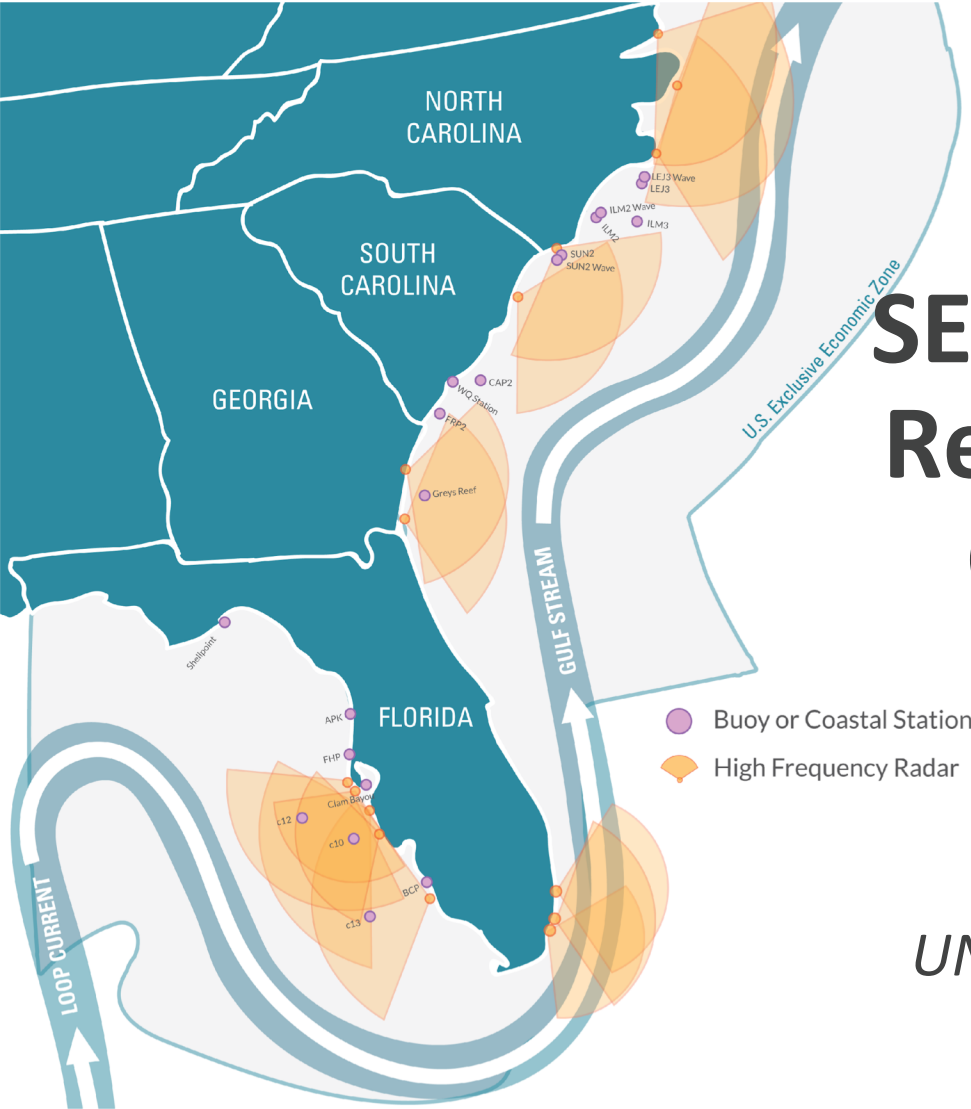 NORTH
CAROLINA
LEJ3 Wave
LEJ3
ILM2 Wave
ILM2
ILM3
SUN2
SUN2 Wave
SOUTH
CAROLINA
U.S. Exclusive Economic Zone
SE
Re
GEORGIA
CAP2
WQ Station
FRP2
Greys Reef
GULF STREAM
Shellpoint
APK
FLORIDA
Buoy or Coastal Station
FHP
High Frequency Radar
Clam Bayou
c12
c10
BCP
c13
LOOP CURRENT
UN